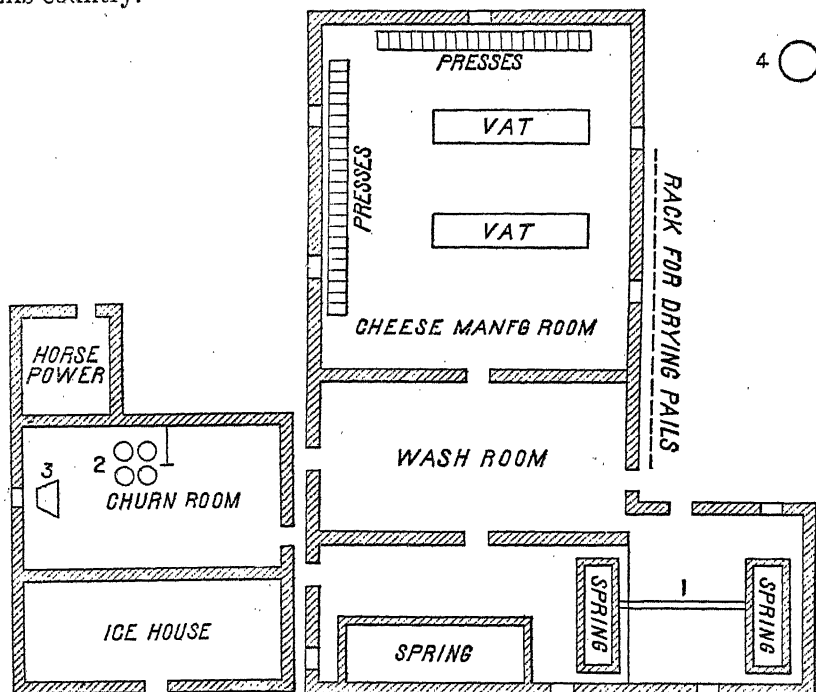 country.
PRESSES
4
VAT
PRESSES
VAT
RACK FOR DRYING PAILS
CHEESE MANFG ROOM
HORSE
POWER
WASH ROOM
2
3
CHURN ROOM
1
SPRING
SPRING
ICE HOUSE
SPRING